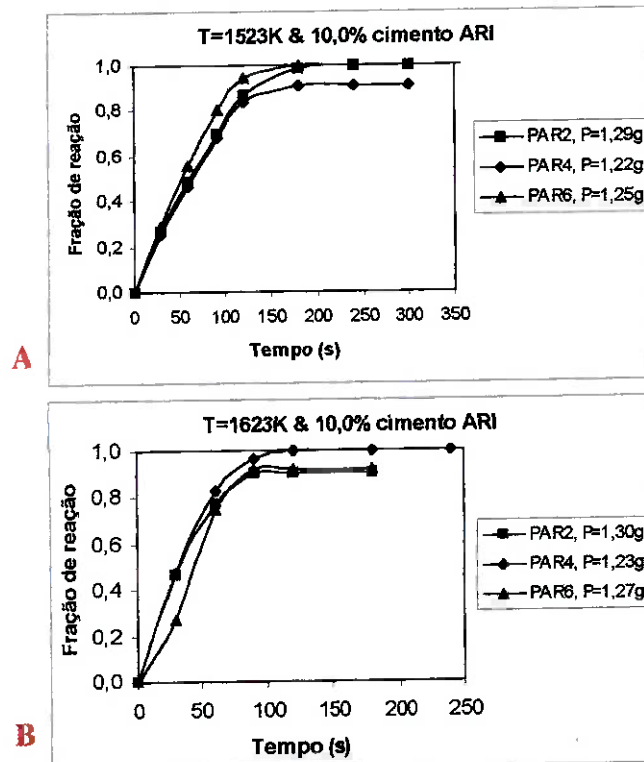 T=1523K & 10,0% cimento ARI
Fração de reação
1,0
0,8
0,6
0,4
0,2
0,0
0 50 100 150 200 250 300 350
Tempo (s)
PAR2, P=1,29g
PAR4, P=1,22g
PAR6, P=1,25g
A
T=1623K & 10,0% cimento ARI
Fração de reação
1,0
0,8
0,6
0,4
0,2
0,0
0 50 100 150 200 250
Tempo (s)
PAR2, P=1,30g
PAR4, P=1,23g
PAR6, P=1,27g
B